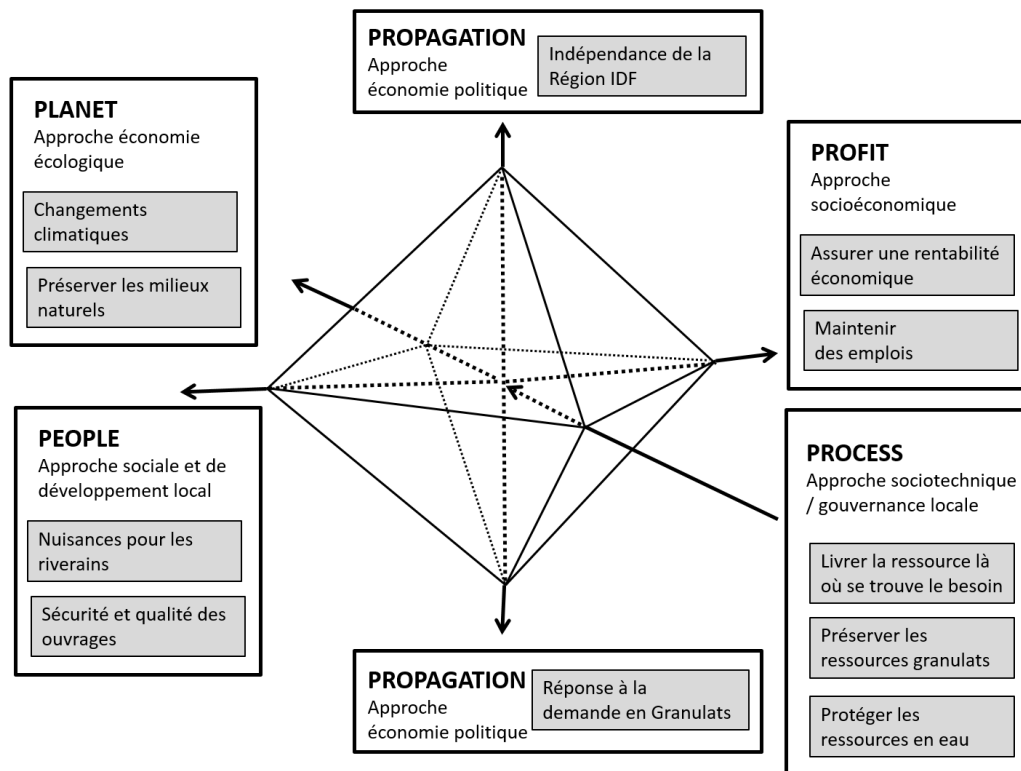 PROPAGATION
Approche
économie politique
Indépendance de la
Région IDF
PLANET
Approche économie
écologique
Changements
climatiques
Préserver les milieux
naturels
PROFIT
Approche
socioéconomique
Assurer une rentabilité
économique
Maintenir
des emplois
PEOPLE
Approche sociale et de
développement local
Nuisances pour les
riverains
Sécurité et qualité des
ouvrages
PROCESS
Approche sociotechnique
/ gouvernance locale
Livrer la ressource là
où se trouve le besoin
Préserver les
ressources granulats
Protéger les
ressources en eau
PROPAGATION
Approche
économie politique
Réponse à la
demande en Granulats